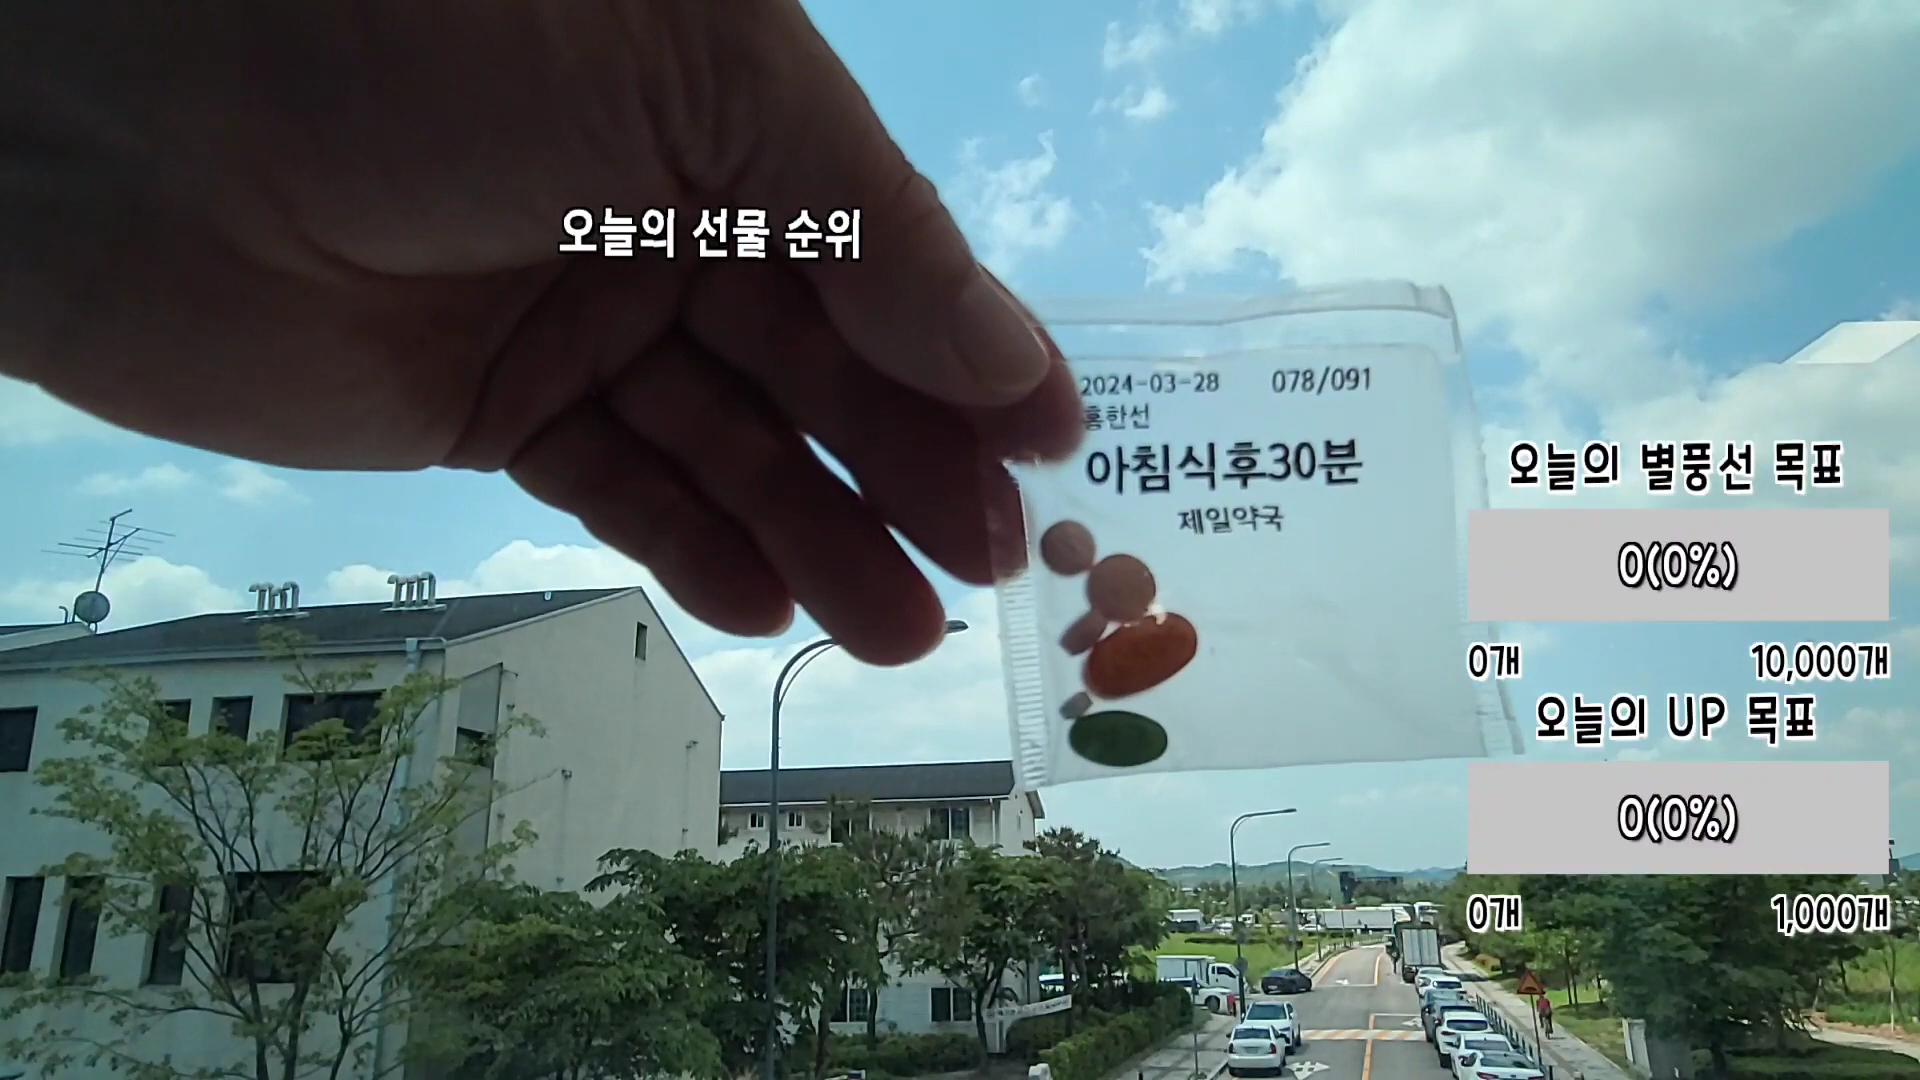 오늘의 선물 순위
2024-03-28 078/091
홍한선
아침식후30분
제일약국
오늘의 별풍선 목표
0(0%)
0개 10,000개
오늘의 UP 목표
0(0%)
0개 1,000개